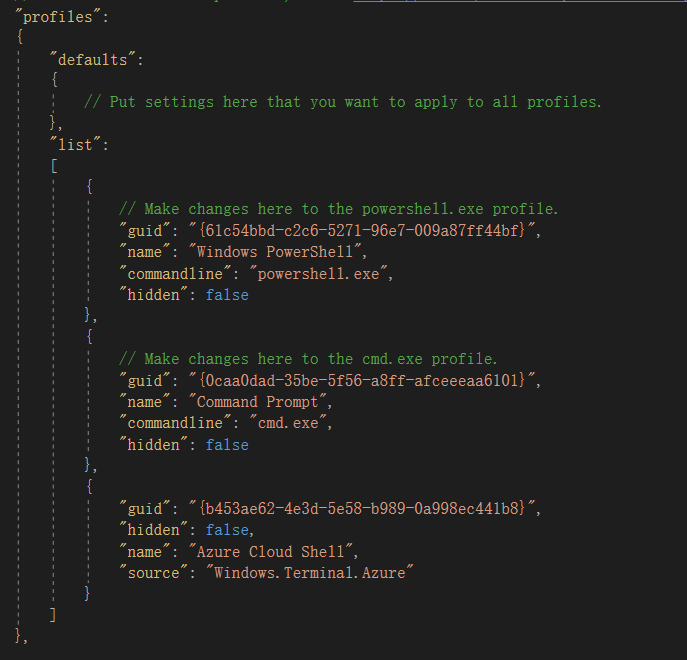 "profiles":
{
    "defaults":
    {
        // Put settings here that you want to apply to all profiles.
    },
    "list":
    [
        {
            // Make changes here to the powershell.exe profile.
            "guid": "{61c54bbd-c2c6-5271-96e7-009a87ff44bf}",
            "name": "Windows PowerShell",
            "commandline": "powershell.exe",
            "hidden": false
        },
        {
            // Make changes here to the cmd.exe profile.
            "guid": "{0caa0dad-35be-5f56-a8ff-afceeeaa6101}",
            "name": "Command Prompt",
            "commandline": "cmd.exe",
            "hidden": false
        },
        {
            "guid": "{b453ae62-4e3d-5e58-b989-0a998ec441b8}",
            "hidden": false,
            "name": "Azure Cloud Shell",
            "source": "Windows.Terminal.Azure"
        }
    ]
},